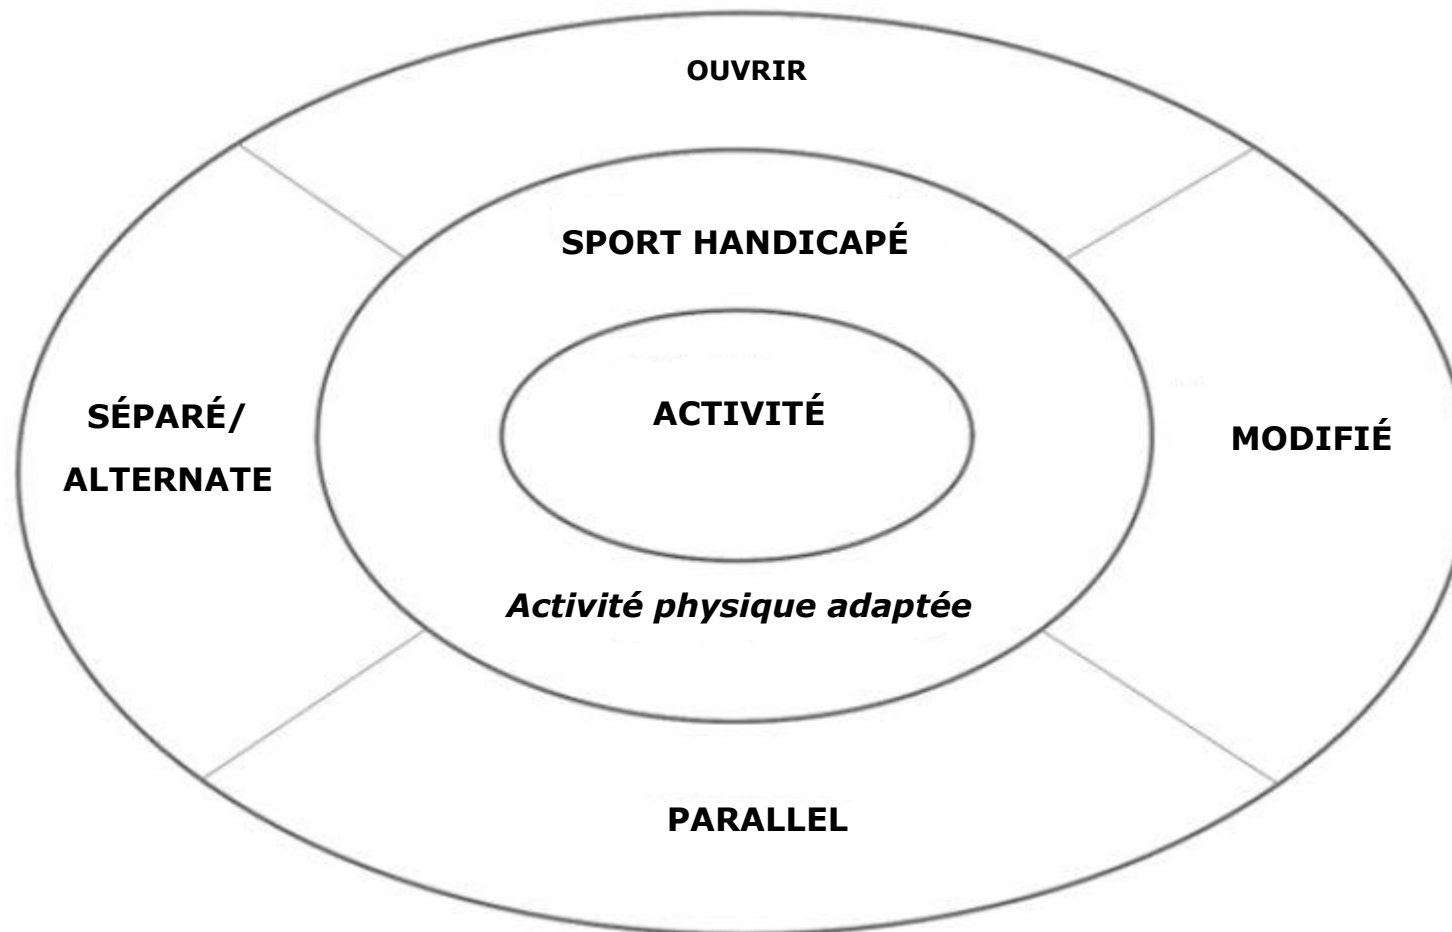 OUVRIR
SPORT HANDICAPÉ
ACTIVITÉ
SÉPARÉ/
ALTERNATE
MODIFIÉ
Activité physique adaptée
PARALLEL